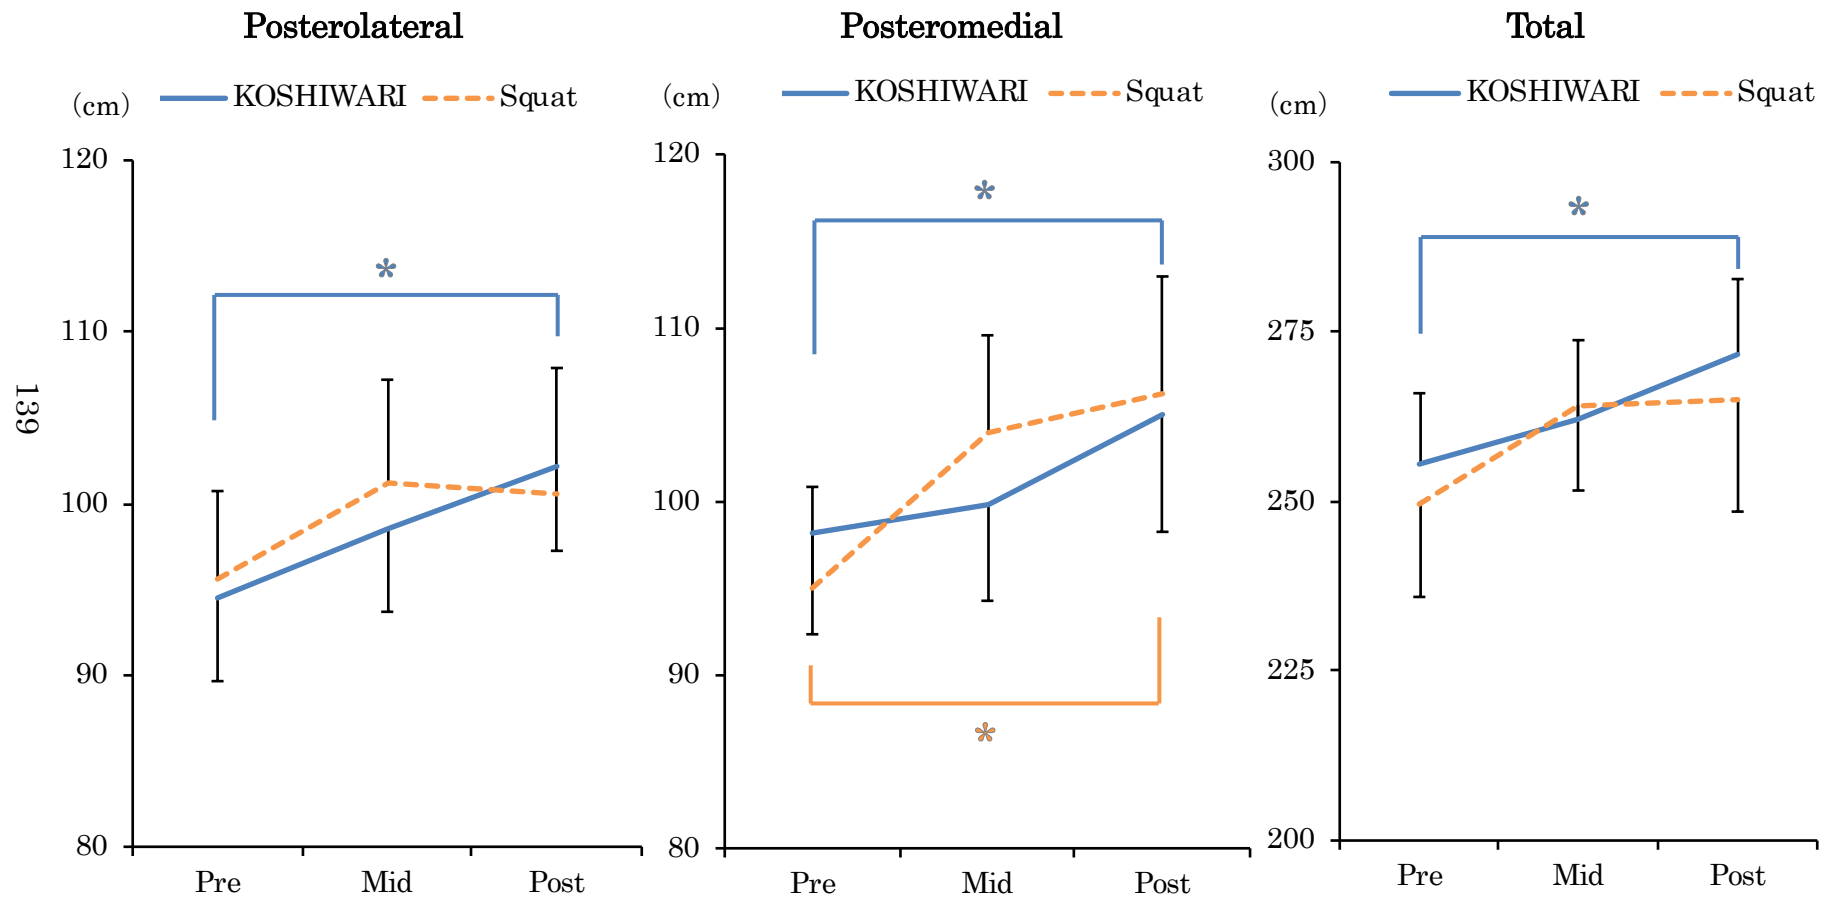 Posterolateral
(cm) KOSHIWARI Squat
120
*
110
100
90
80
Pre Mid Post
Posteromedial
(cm) KOSHIWARI Squat
120
*
110
100
90
*
80
Pre Mid Post
Total
(cm) KOSHIWARI Squat
300
*
275
250
225
200
Pre Mid Post
139